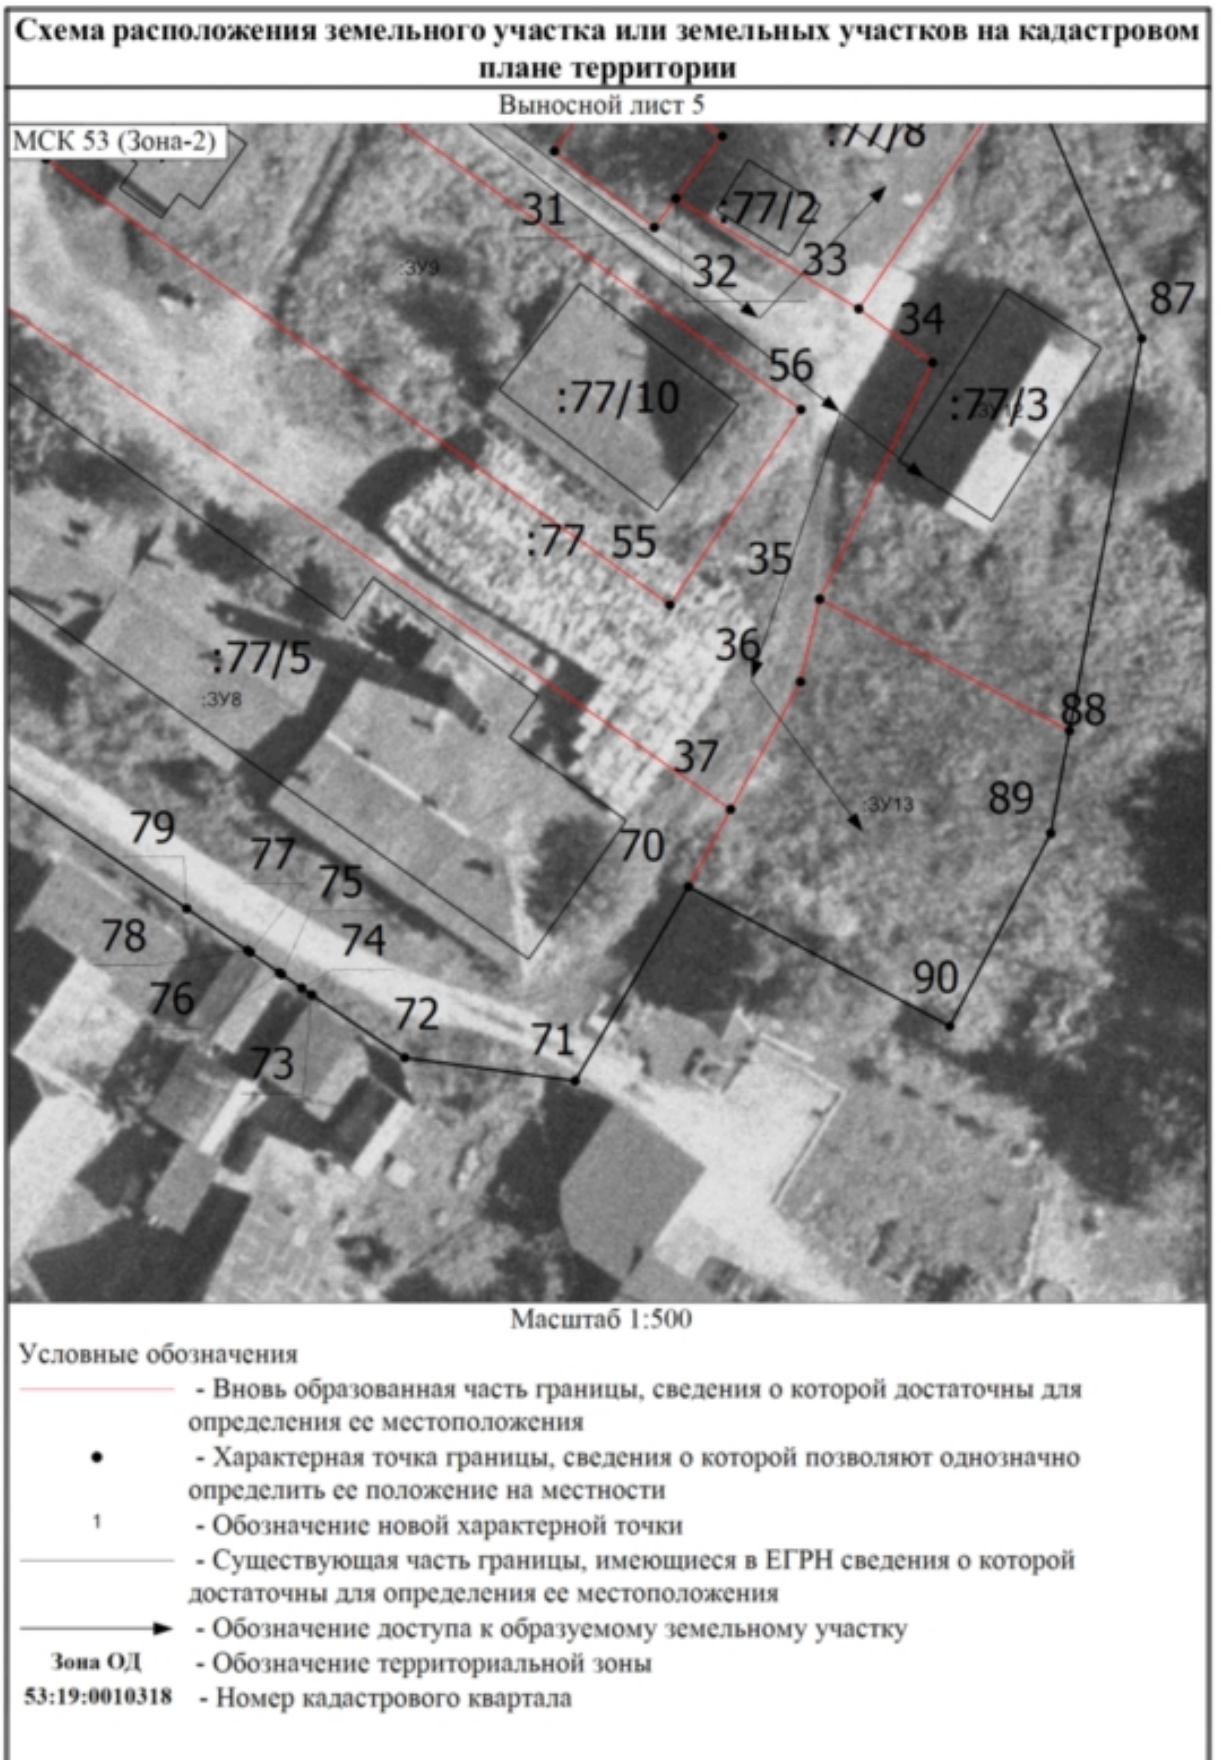 Схема расположения земельного участка или земельных участков на кадастровом
плане территории
Выносной лист 5
МСК 53 (Зона-2)
:77/8
31
:77/2
:ЗУ9
32
33
87
34
56
:77/10
:77/3
:77
55
35
36
:77/5
:ЗУ8
88
37
89
:ЗУ13
79
77
70
75
78
74
90
76
72
71
73
Масштаб 1:500
Условные обозначения
- Вновь образованная часть границы, сведения о которой достаточны для
определения ее местоположения
- Характерная точка границы, сведения о которой позволяют однозначно
определить ее положение на местности
1
- Обозначение новой характерной точки
- Существующая часть границы, имеющиеся в ЕГРН сведения о которой
достаточны для определения ее местоположения
- Обозначение доступа к образуемому земельному участку
Зона ОД - Обозначение территориальной зоны
53:19:0010318 - Номер кадастрового квартала